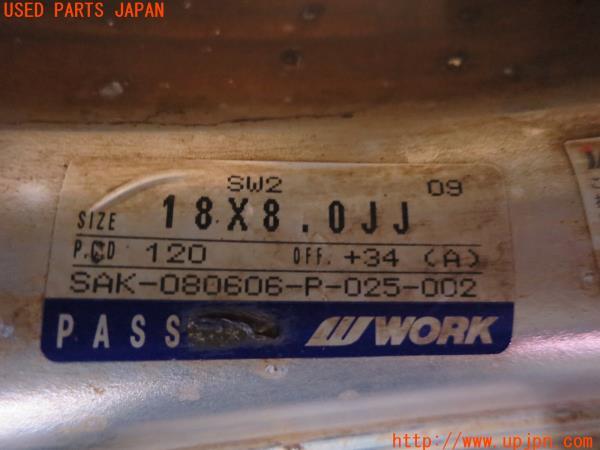 USED PARTS JAPAN
SW2 09
SIZE 18X8.0JJ
P.CD 120 OFF. +34 (A)
SAK-080606-P-025-002
PASS WORK
http://www.upjpn.com